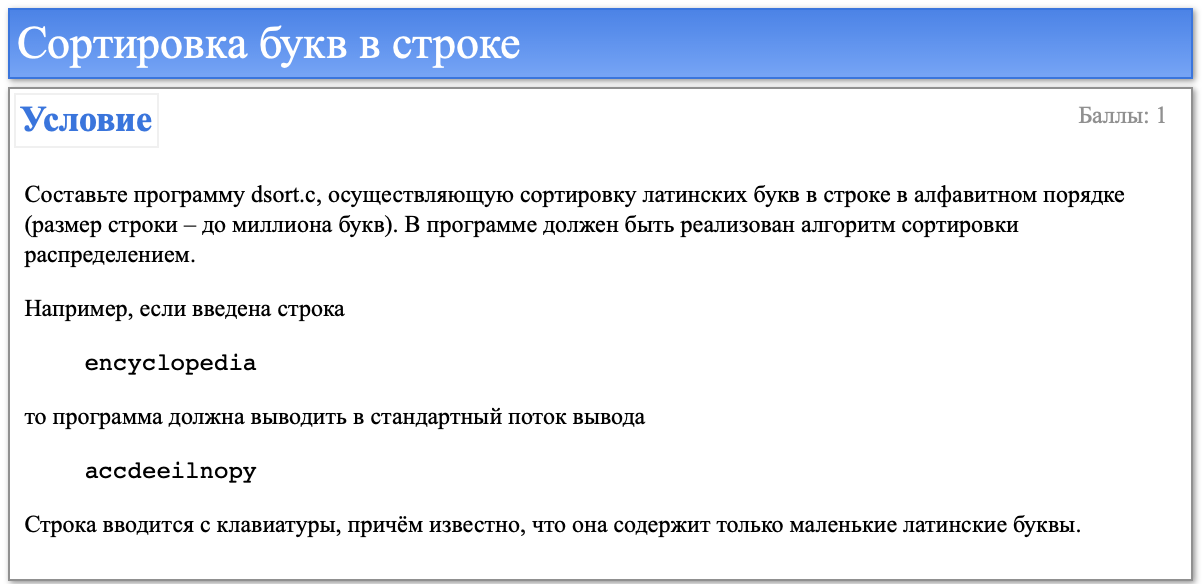 Сортировка букв в строке
Условие
Баллы: 1
Составьте программу dsort.c, осуществляющую сортировку латинских букв в строке в алфавитном порядке
(размер строки – до миллиона букв). В программе должен быть реализован алгоритм сортировки
распределением.
Например, если введена строка
encyclopedia
то программа должна выводить в стандартный поток вывода
accdeeilnopy
Строка вводится с клавиатуры, причём известно, что она содержит только маленькие латинские буквы.